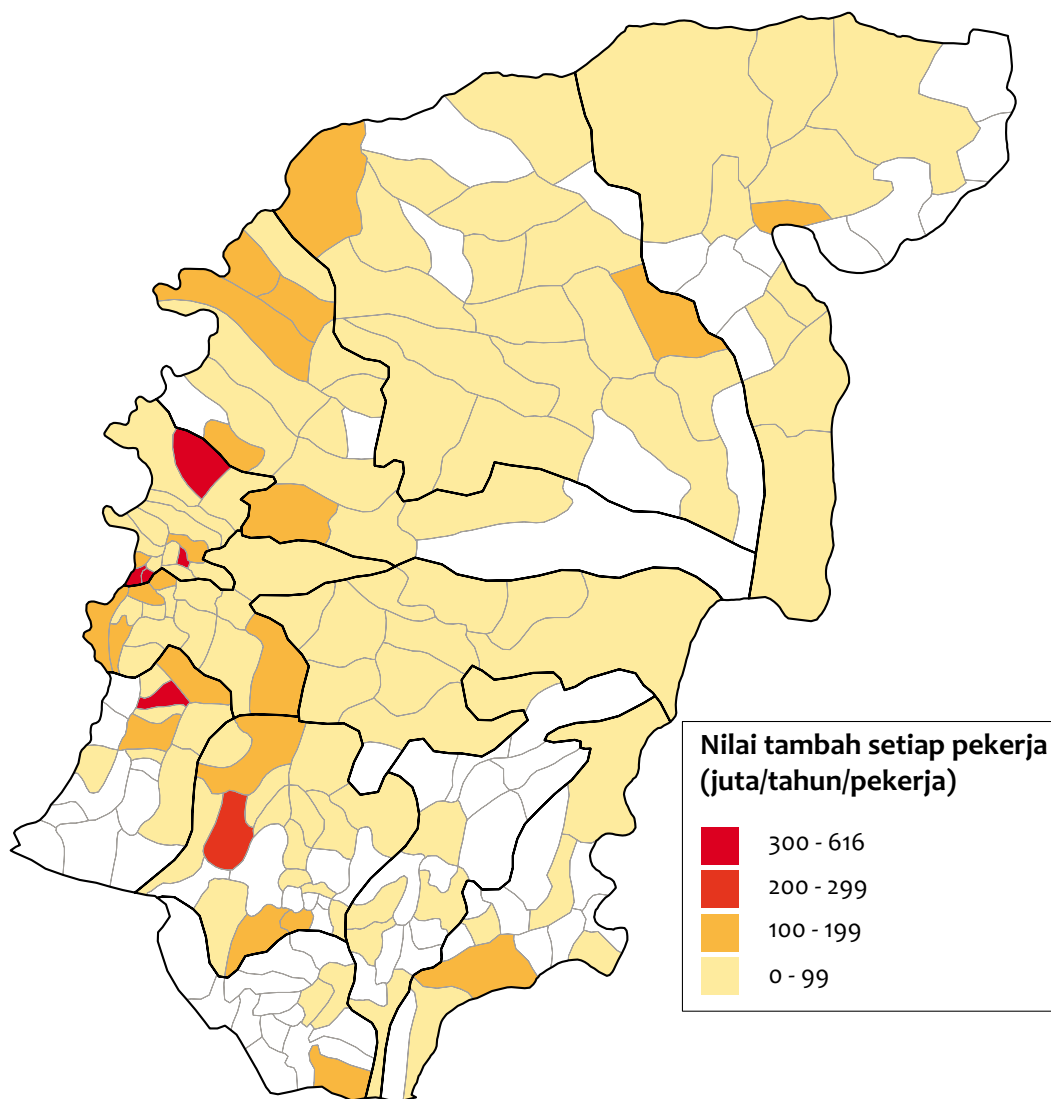 Nilai tambah setiap pekerja
(juta/tahun/pekerja)
300 - 616
200 - 299
100 - 199
0 - 99